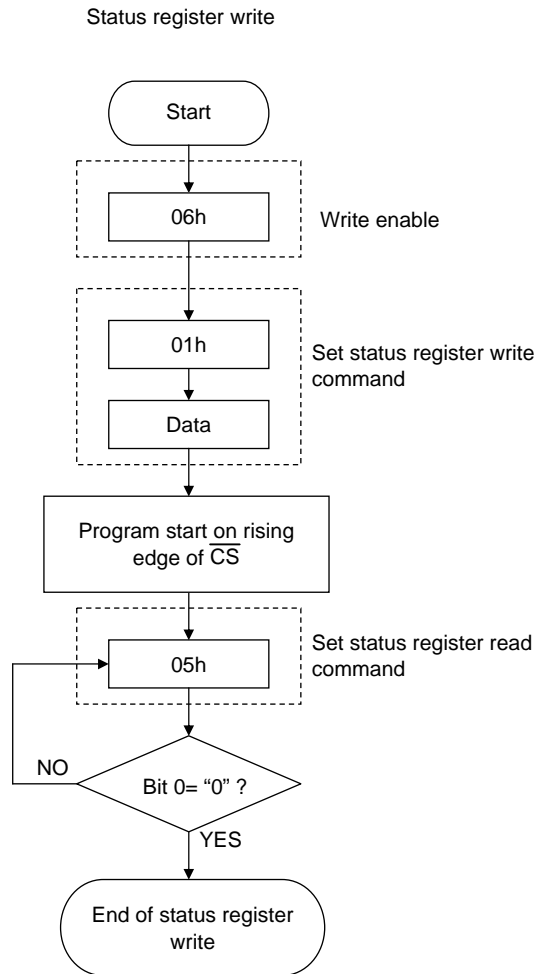 Status register write
Start
06h
Write enable
01h
Set status register write
command
Data
Program start on rising
edge of C̅S̅
05h
Set status register read
command
NO
Bit 0= “0” ?
YES
End of status register
write